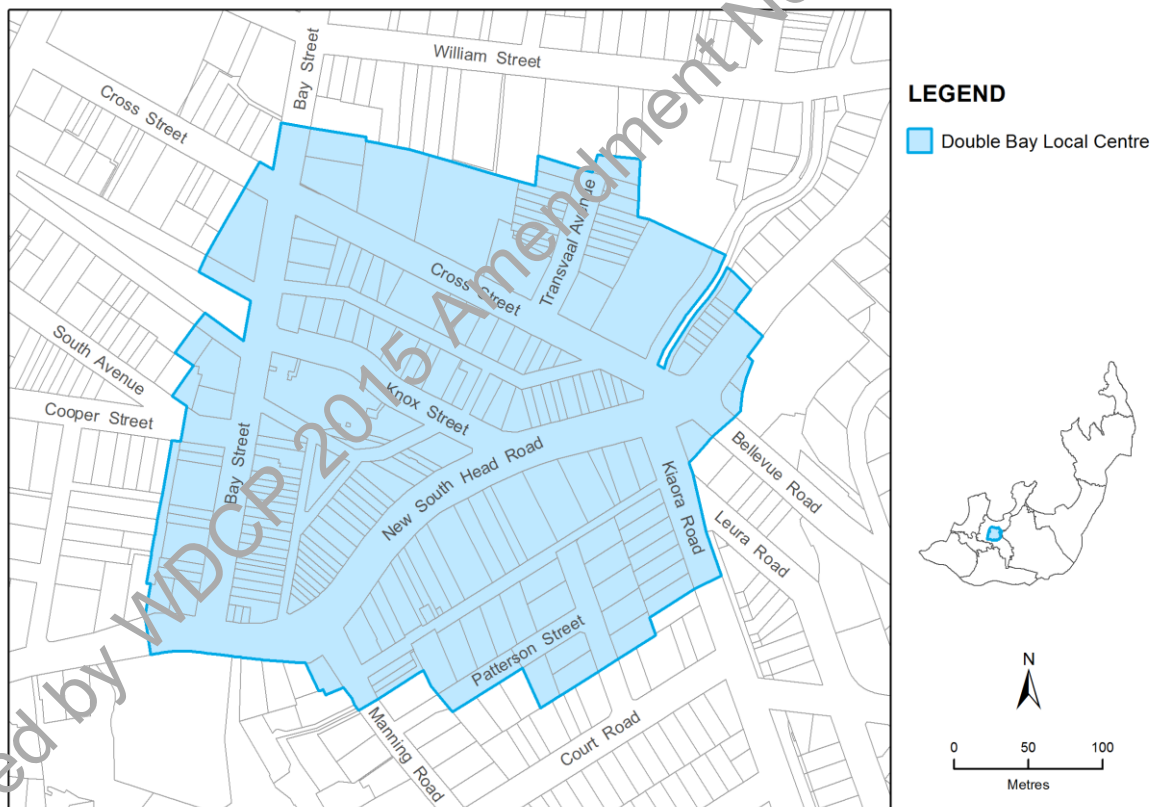 William Street
Bay Street
Cross Street
Transvaal Avenue
Cross Street
South Avenue
Cooper Street
Knox Street
Bay Street
New South Head Road
Bellevue Road
Kiaora Road
Leura Road
Patterson Street
Manning Road
Court Road
ed by WDCP 2015 Amendment No
LEGEND
Double Bay Local Centre
N
0 50 100
Metres